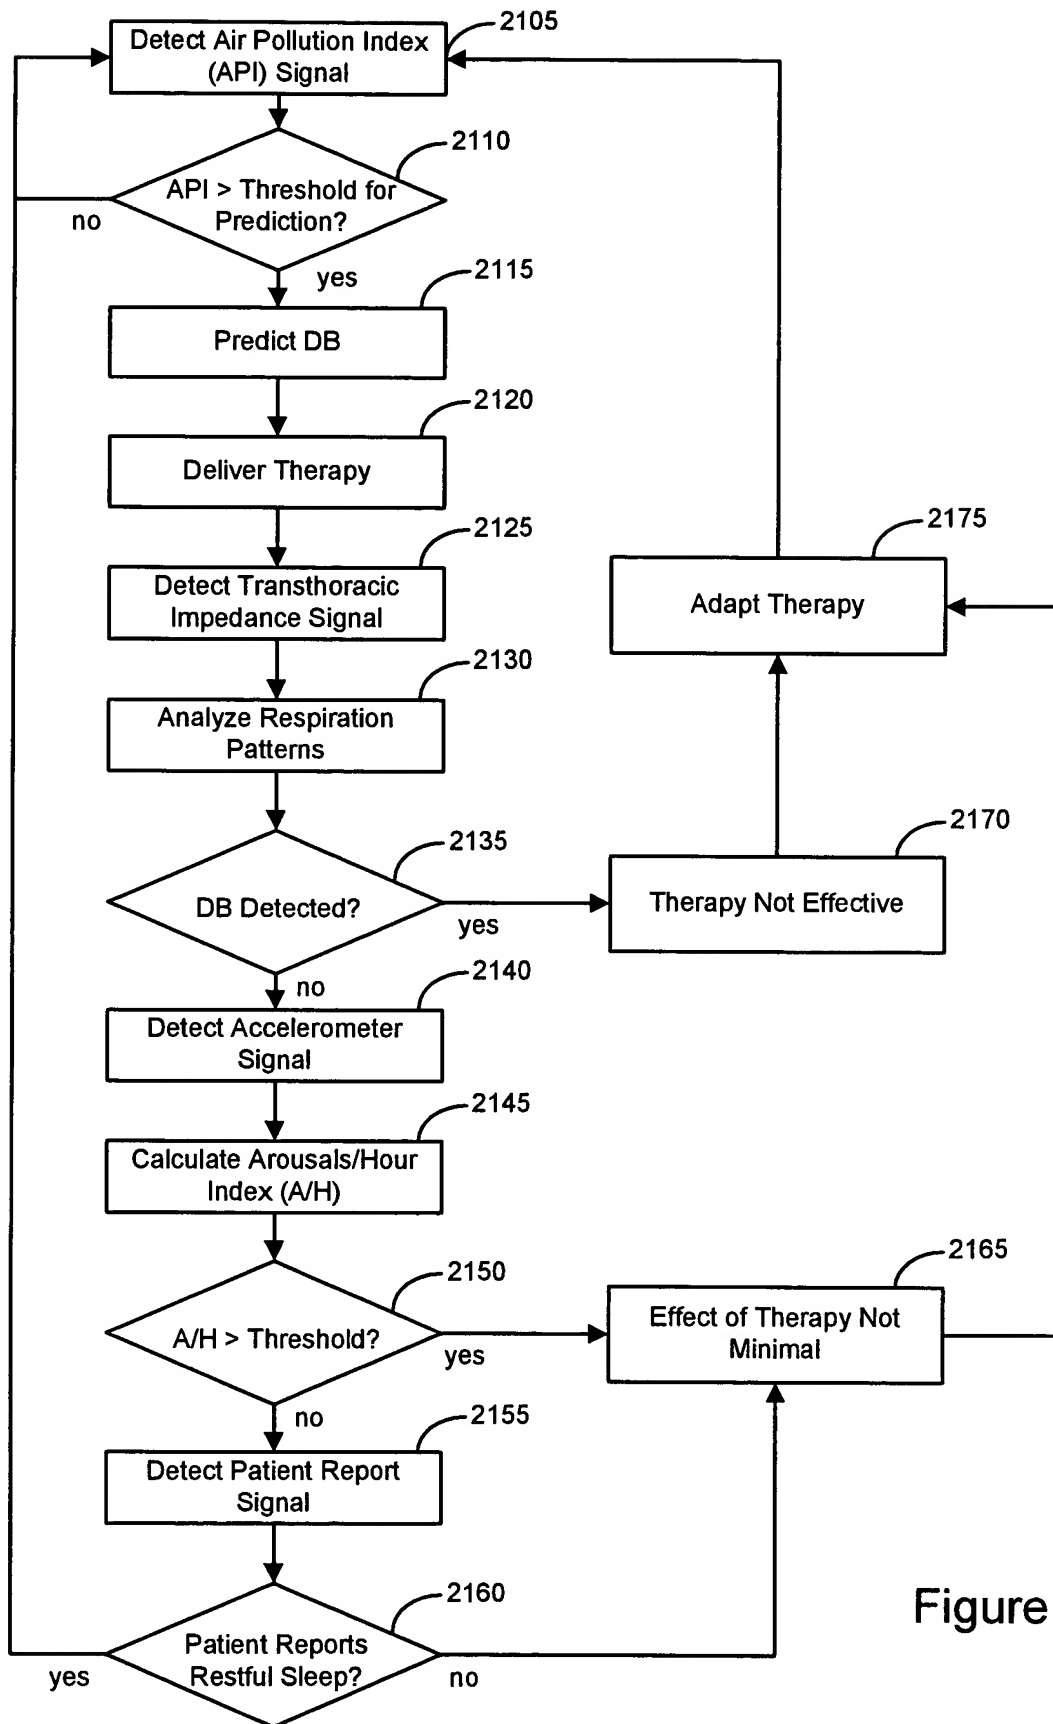 2105
Detect Air Pollution Index
(API) Signal
2110
API > Threshold for
Prediction?
no
yes
2115
Predict DB
2120
Deliver Therapy
2125
Detect Transthoracic
Impedance Signal
2175
Adapt Therapy
2130
Analyze Respiration
Patterns
2135
DB Detected?
yes
no
2170
Therapy Not Effective
2140
Detect Accelerometer
Signal
2145
Calculate Arousals/Hour
Index (A/H)
2150
A/H > Threshold?
yes
no
2165
Effect of Therapy Not
Minimal
2155
Detect Patient Report
Signal
2160
Patient Reports
Restful Sleep?
yes
no
Figure